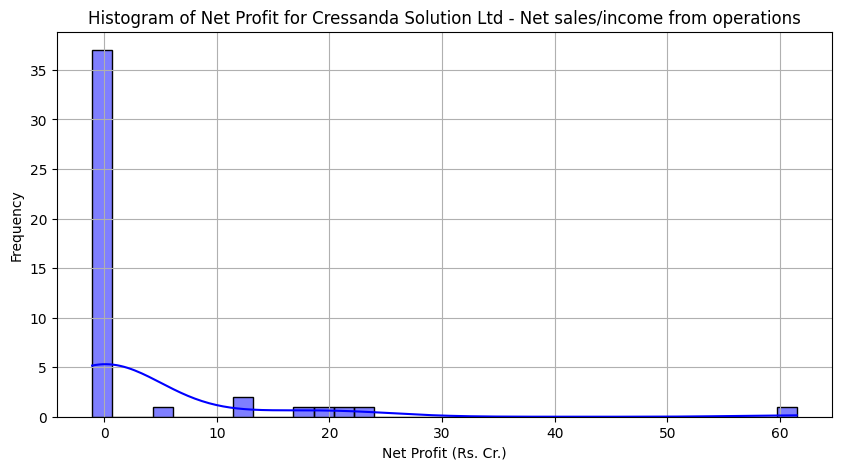 Histogram of Net Profit for Cressanda Solution Ltd - Net sales/income from operations
35
30
25
20
15
10
5
0
Frequency
0 10 20 30 40 50 60
Net Profit (Rs. Cr.)